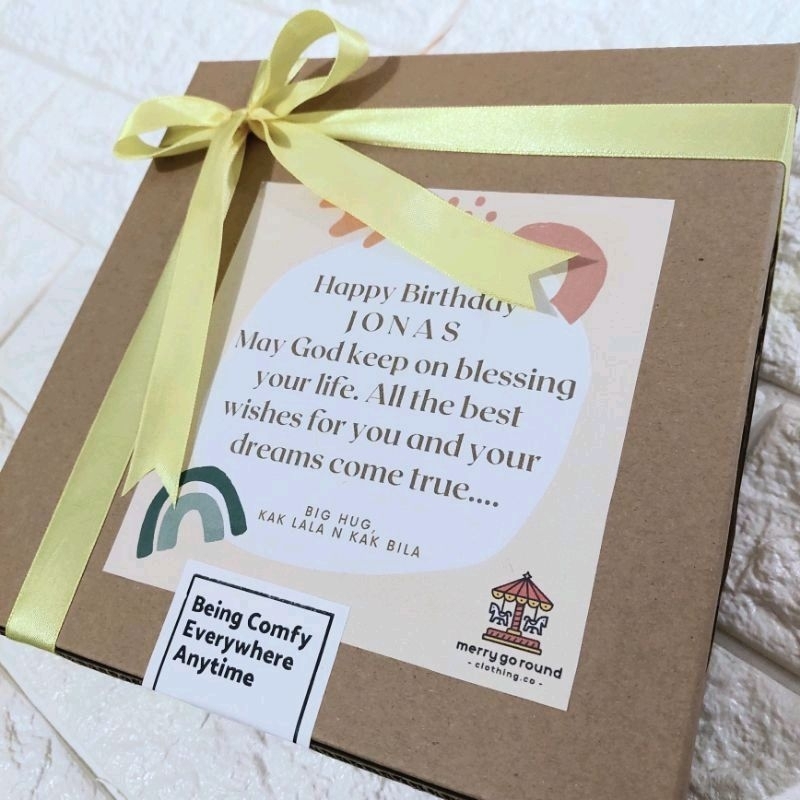 Happy Birthday
JONAS
May God keep on blessing
your life. All the best
wishes for you and your
dreams come true....
BIG HUG,
KAK LALA N KAK BILA
merry go round
- clothing.co -
Being Comfy
Everywhere
Anytime